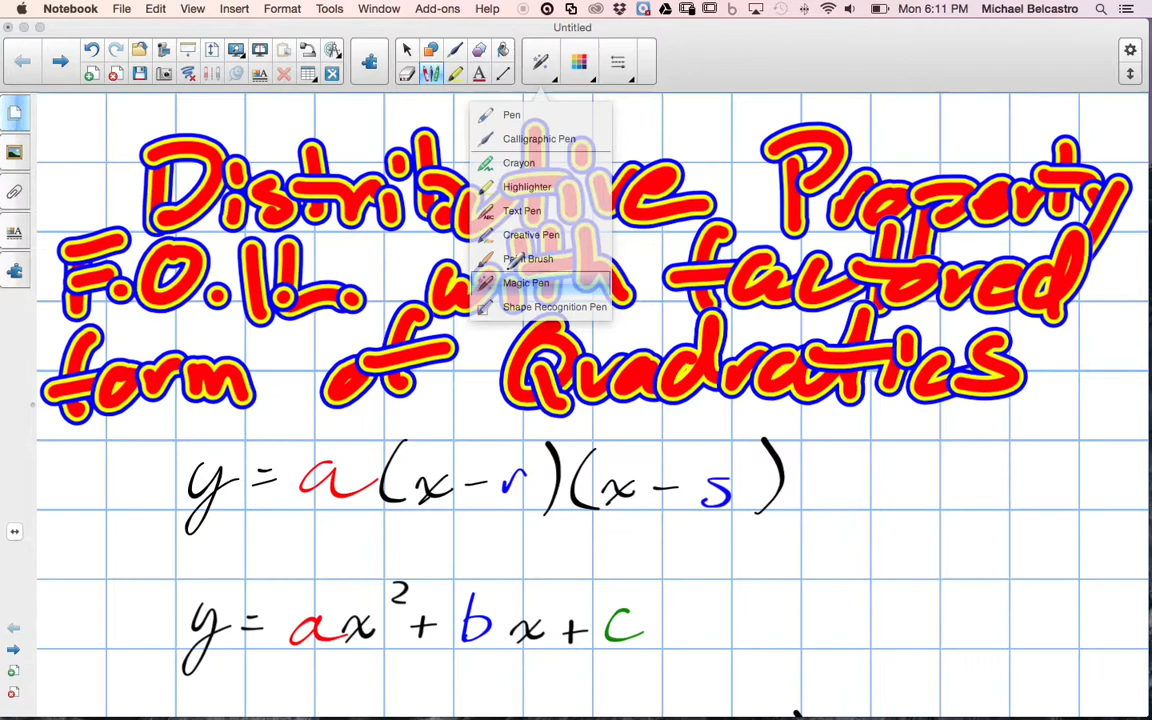 Notebook File Edit View Insert Format Tools Window Add-ons Help Mon 6:11 PM Michael Belcastro
Untitled
Pen
Calligraphic Pen
Crayon
Highlighter
Text Pen
Creative Pen
Paint Brush
Magic Pen
Shape Recognition Pen
Distributive Property
F.O.I.L. with factored
form of Quadratics
y = a(x - r)(x - s)
y = ax² + bx + c